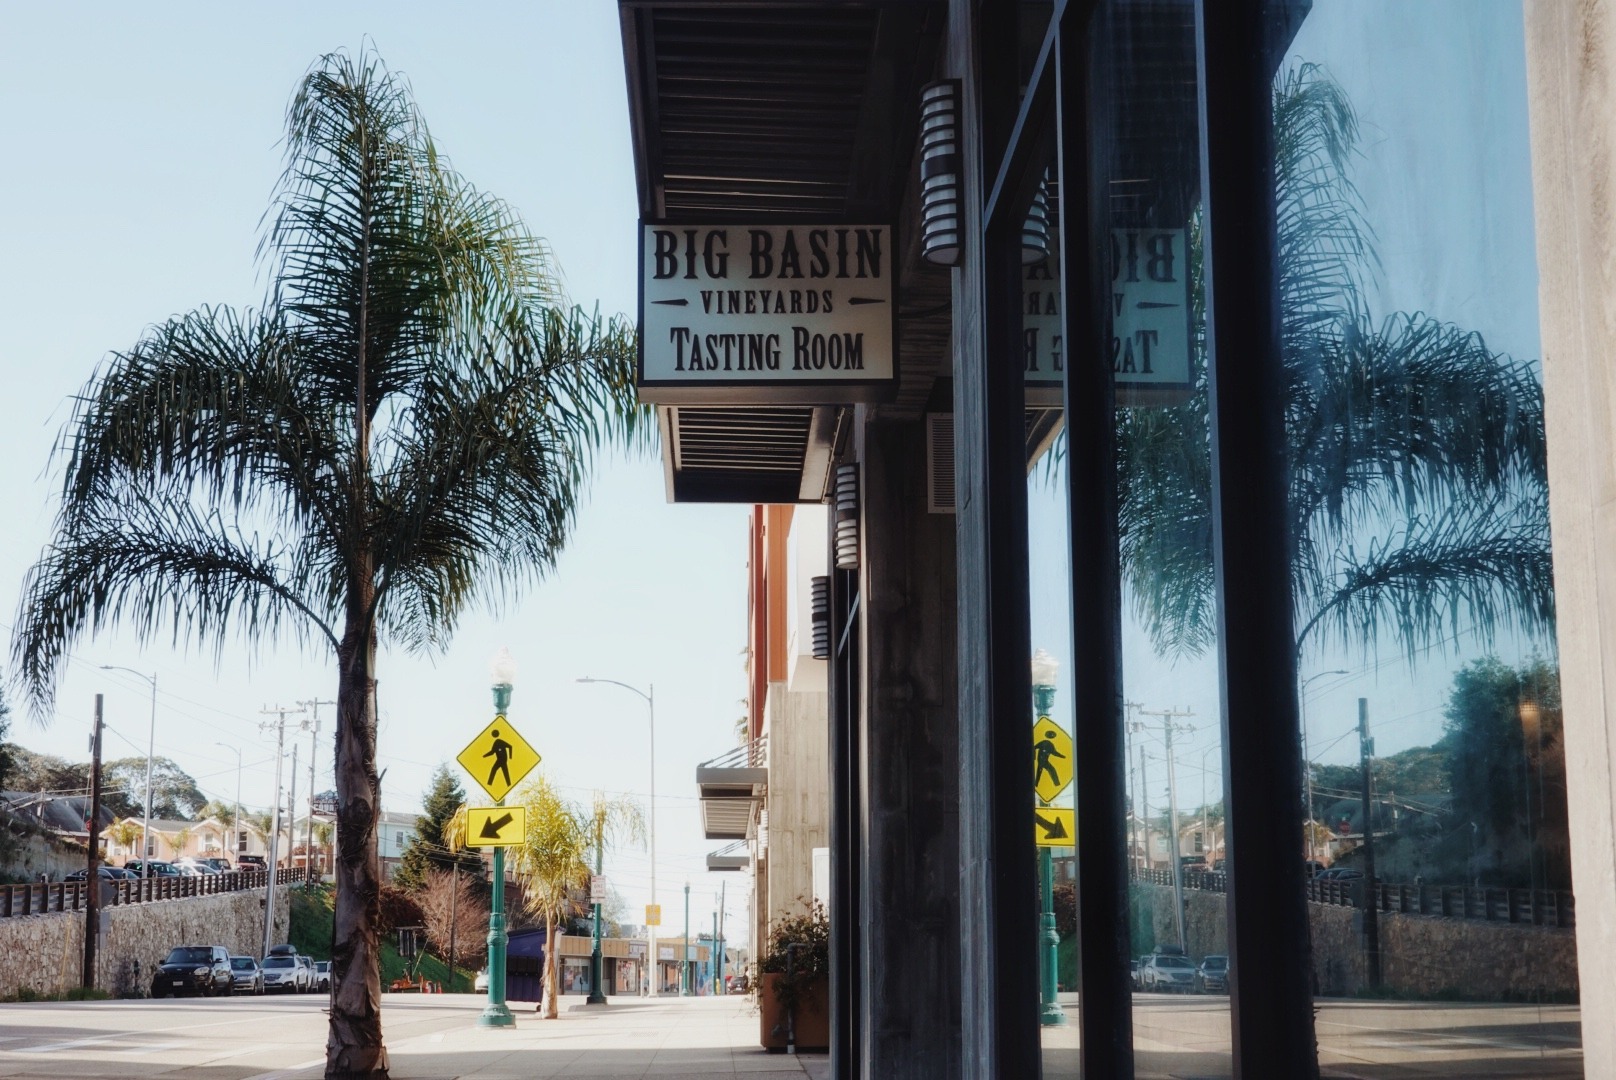 BIG BASIN
VINEYARDS
TASTING ROOM